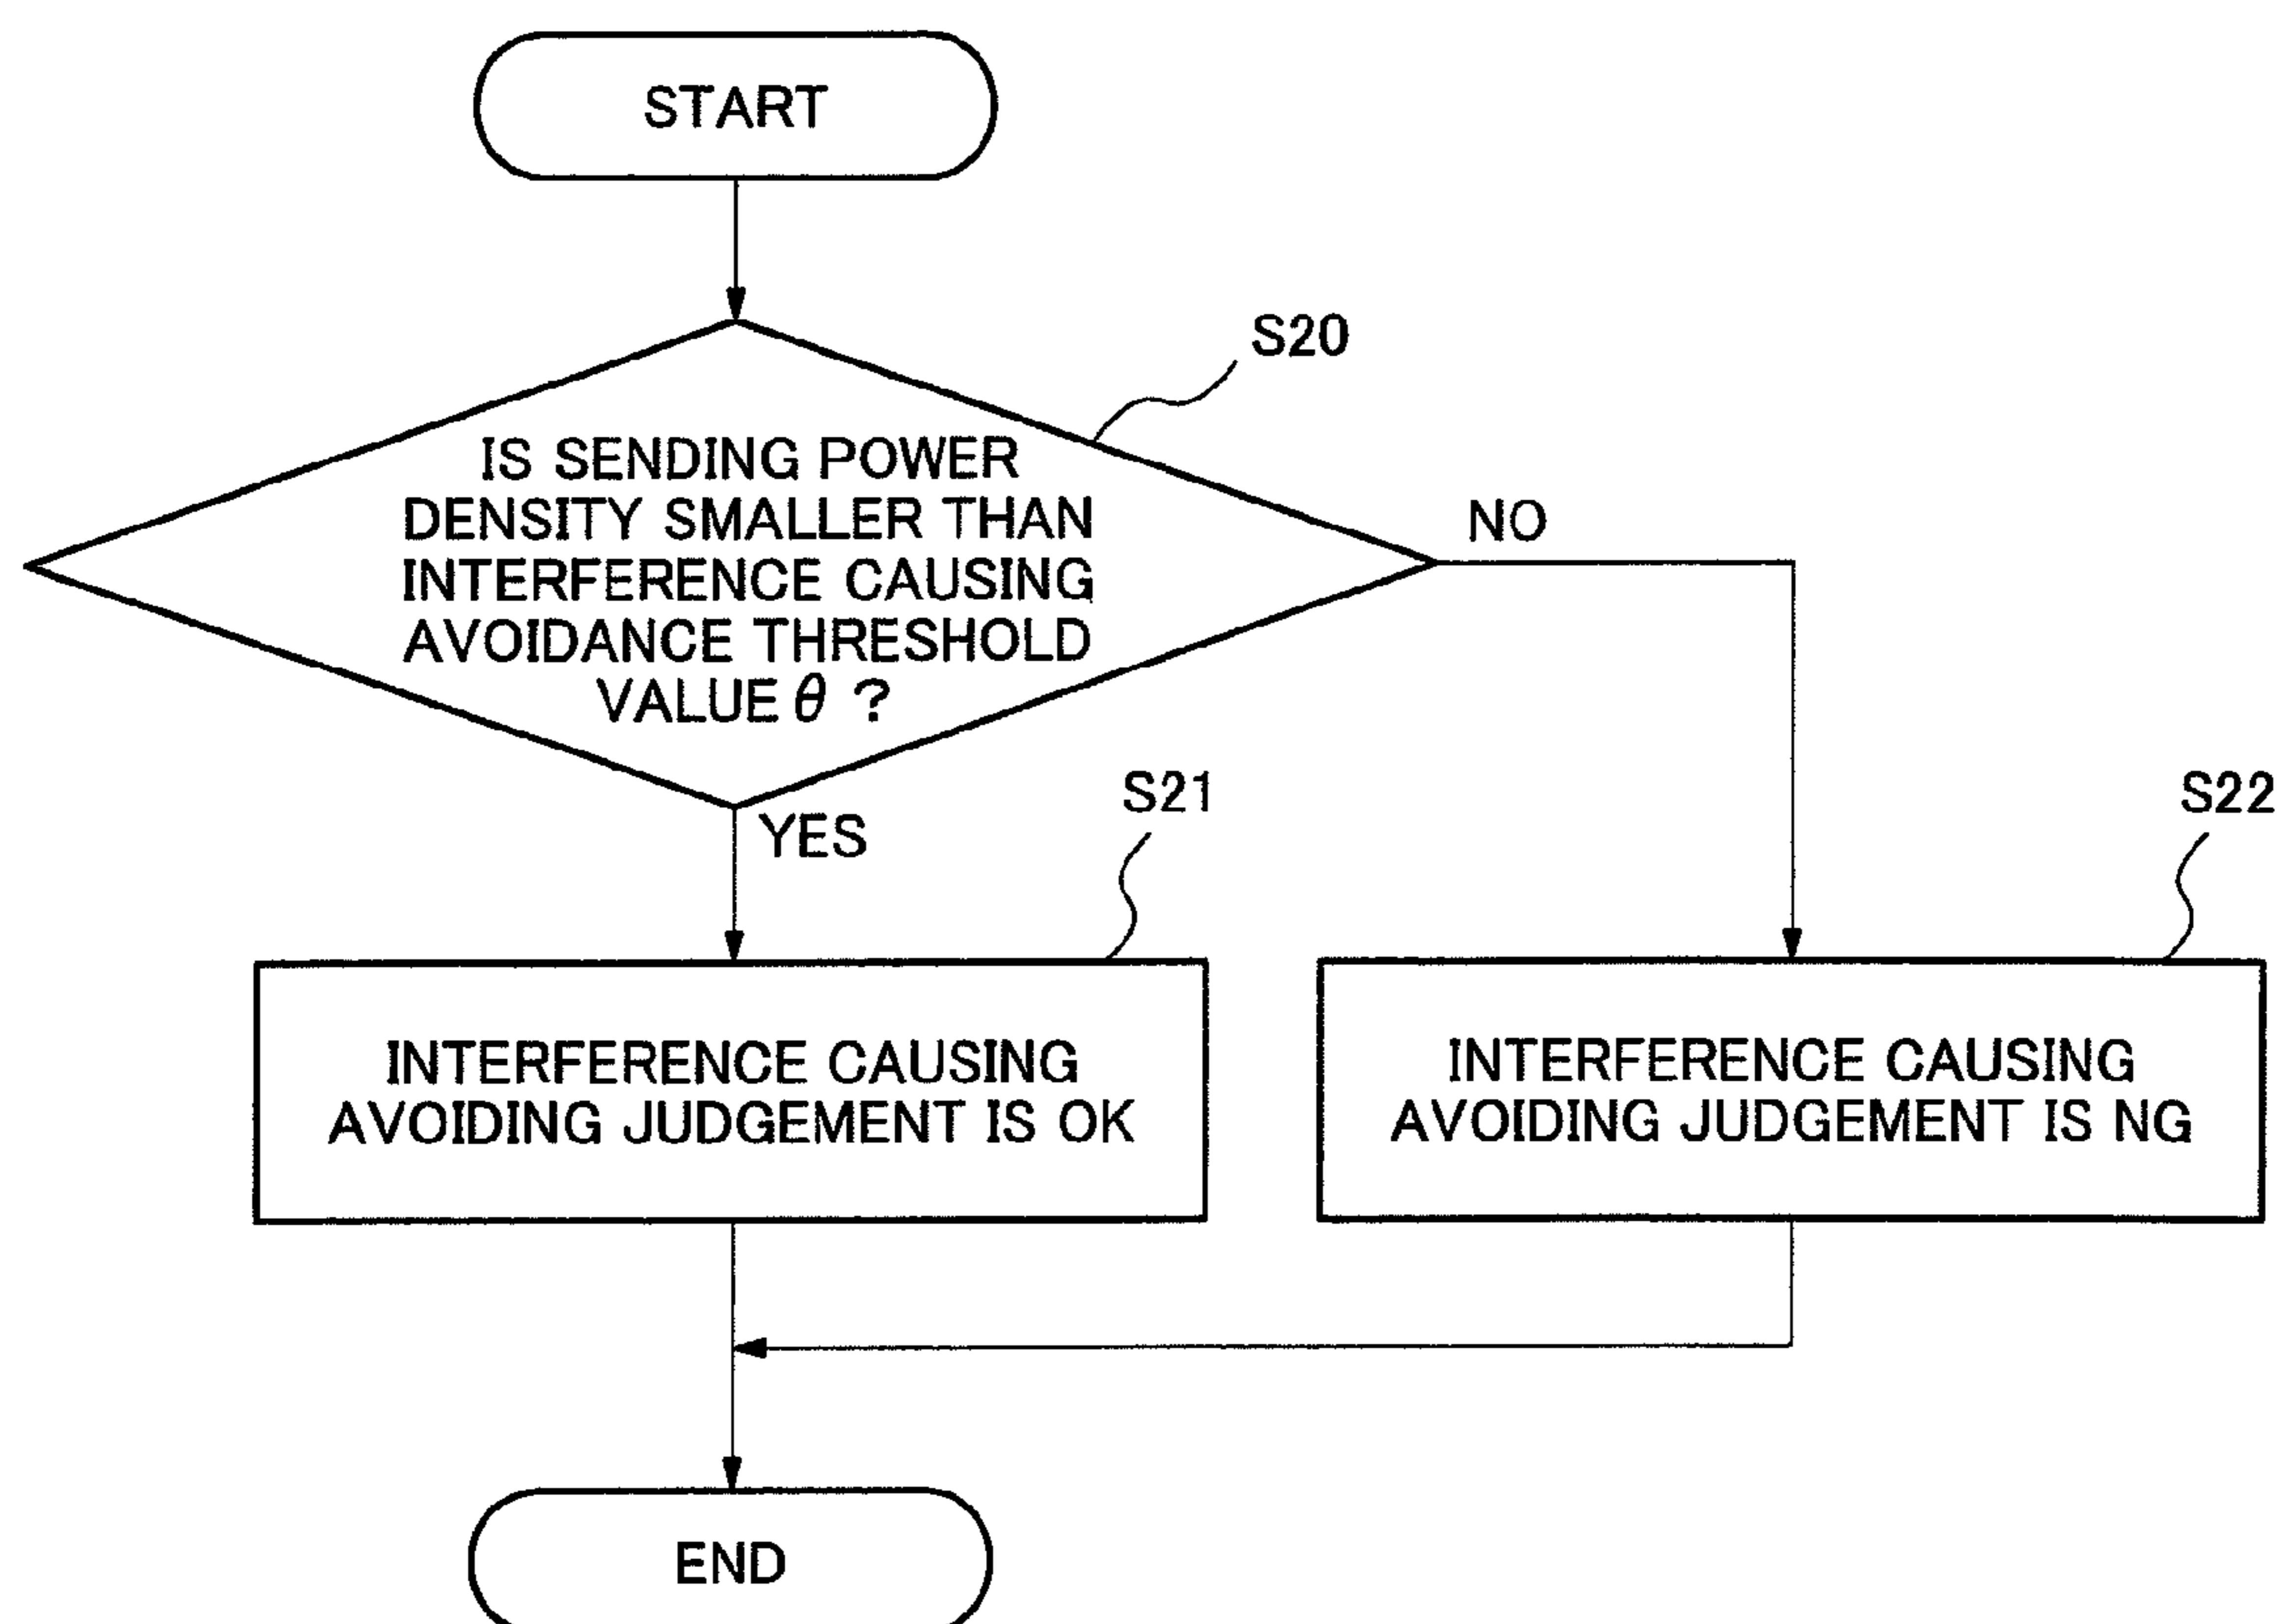 START
S20
IS SENDING POWER
DENSITY SMALLER THAN
INTERFERENCE CAUSING
AVOIDANCE THRESHOLD
VALUE θ ?
NO
YES
S21
S22
INTERFERENCE CAUSING
AVOIDING JUDGEMENT IS OK
INTERFERENCE CAUSING
AVOIDING JUDGEMENT IS NG
END